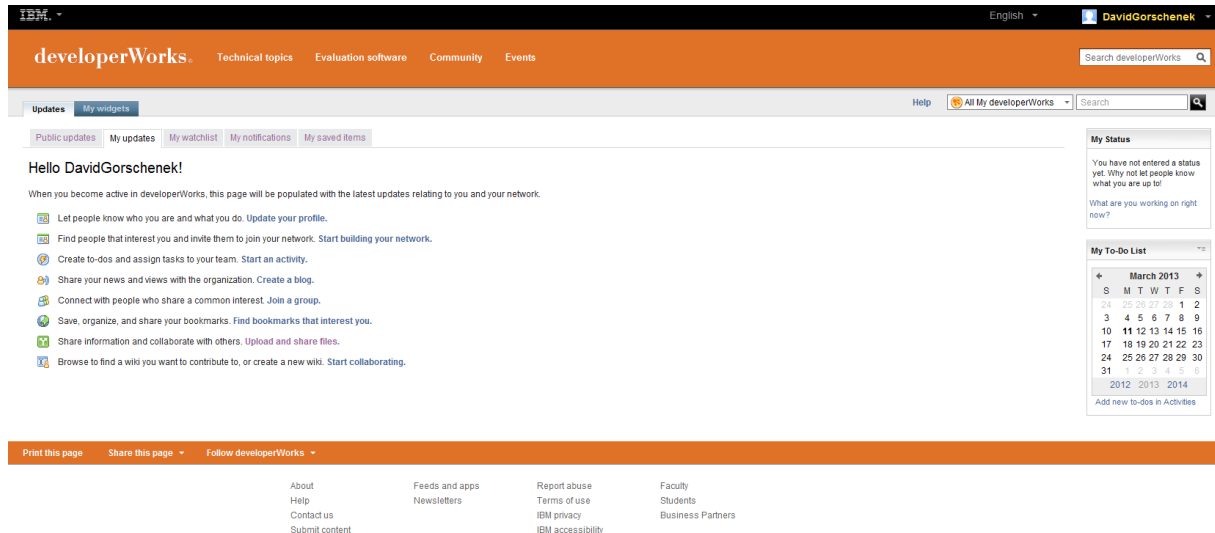 IBM.
English
DavidGorschenek
developerWorks®
Technical topics
Evaluation software
Community
Events
Search developerWorks
Updates
My widgets
Help
All My developerWorks
Search
Public updates
My updates
My watchlist
My notifications
My saved items
Hello DavidGorschenek!
When you become active in developerWorks, this page will be populated with the latest updates relating to you and your network.
Let people know who you are and what you do. Update your profile.
Find people that interest you and invite them to join your network. Start building your network.
Create to-dos and assign tasks to your team. Start an activity.
Share your news and views with the organization. Create a blog.
Connect with people who share a common interest. Join a group.
Save, organize, and share your bookmarks. Find bookmarks that interest you.
Share information and collaborate with others. Upload and share files.
Browse to find a wiki you want to contribute to, or create a new wiki. Start collaborating.
My Status
You have not entered a status
yet. Why not let people know
what you are up to!
What are you working on right
now?
My To-Do List
March 2013
S M T W T F S
24 25 26 27 28 1 2
3 4 5 6 7 8 9
10 11 12 13 14 15 16
17 18 19 20 21 22 23
24 25 26 27 28 29 30
31 1 2 3 4 5 6
2012 2013 2014
Add new to-dos in Activities
Print this page
Share this page
Follow developerWorks
About
Help
Contact us
Submit content
Feeds and apps
Newsletters
Report abuse
Terms of use
IBM privacy
IBM accessibility
Faculty
Students
Business Partners